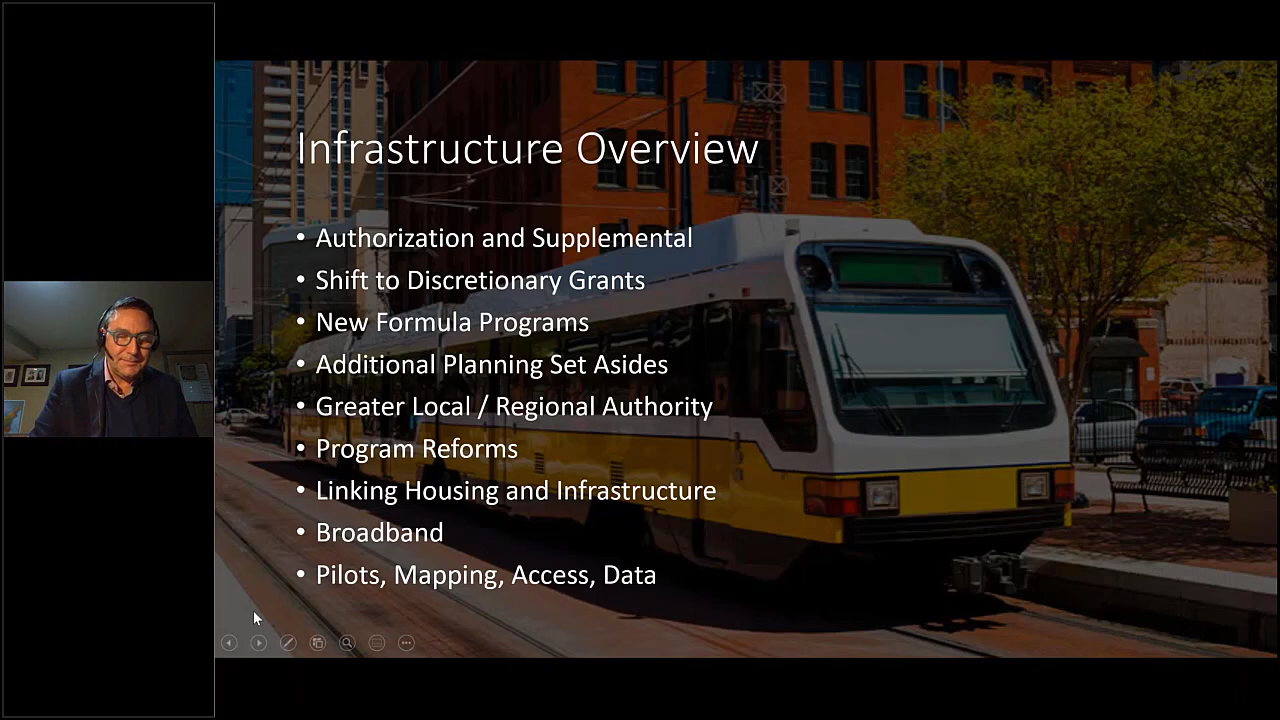 Infrastructure Overview
• Authorization and Supplemental
• Shift to Discretionary Grants
• New Formula Programs
• Additional Planning Set Asides
• Greater Local / Regional Authority
• Program Reforms
• Linking Housing and Infrastructure
• Broadband
• Pilots, Mapping, Access, Data